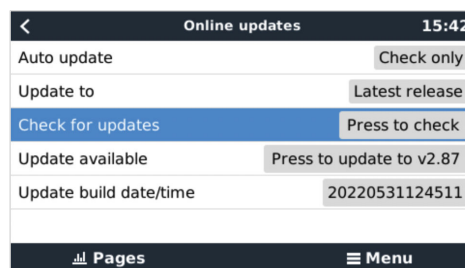 Online updates 15:42
Auto update Check only
Update to Latest release
Check for updates Press to check
Update available Press to update to v2.87
Update build date/time 20220531124511
Pages Menu